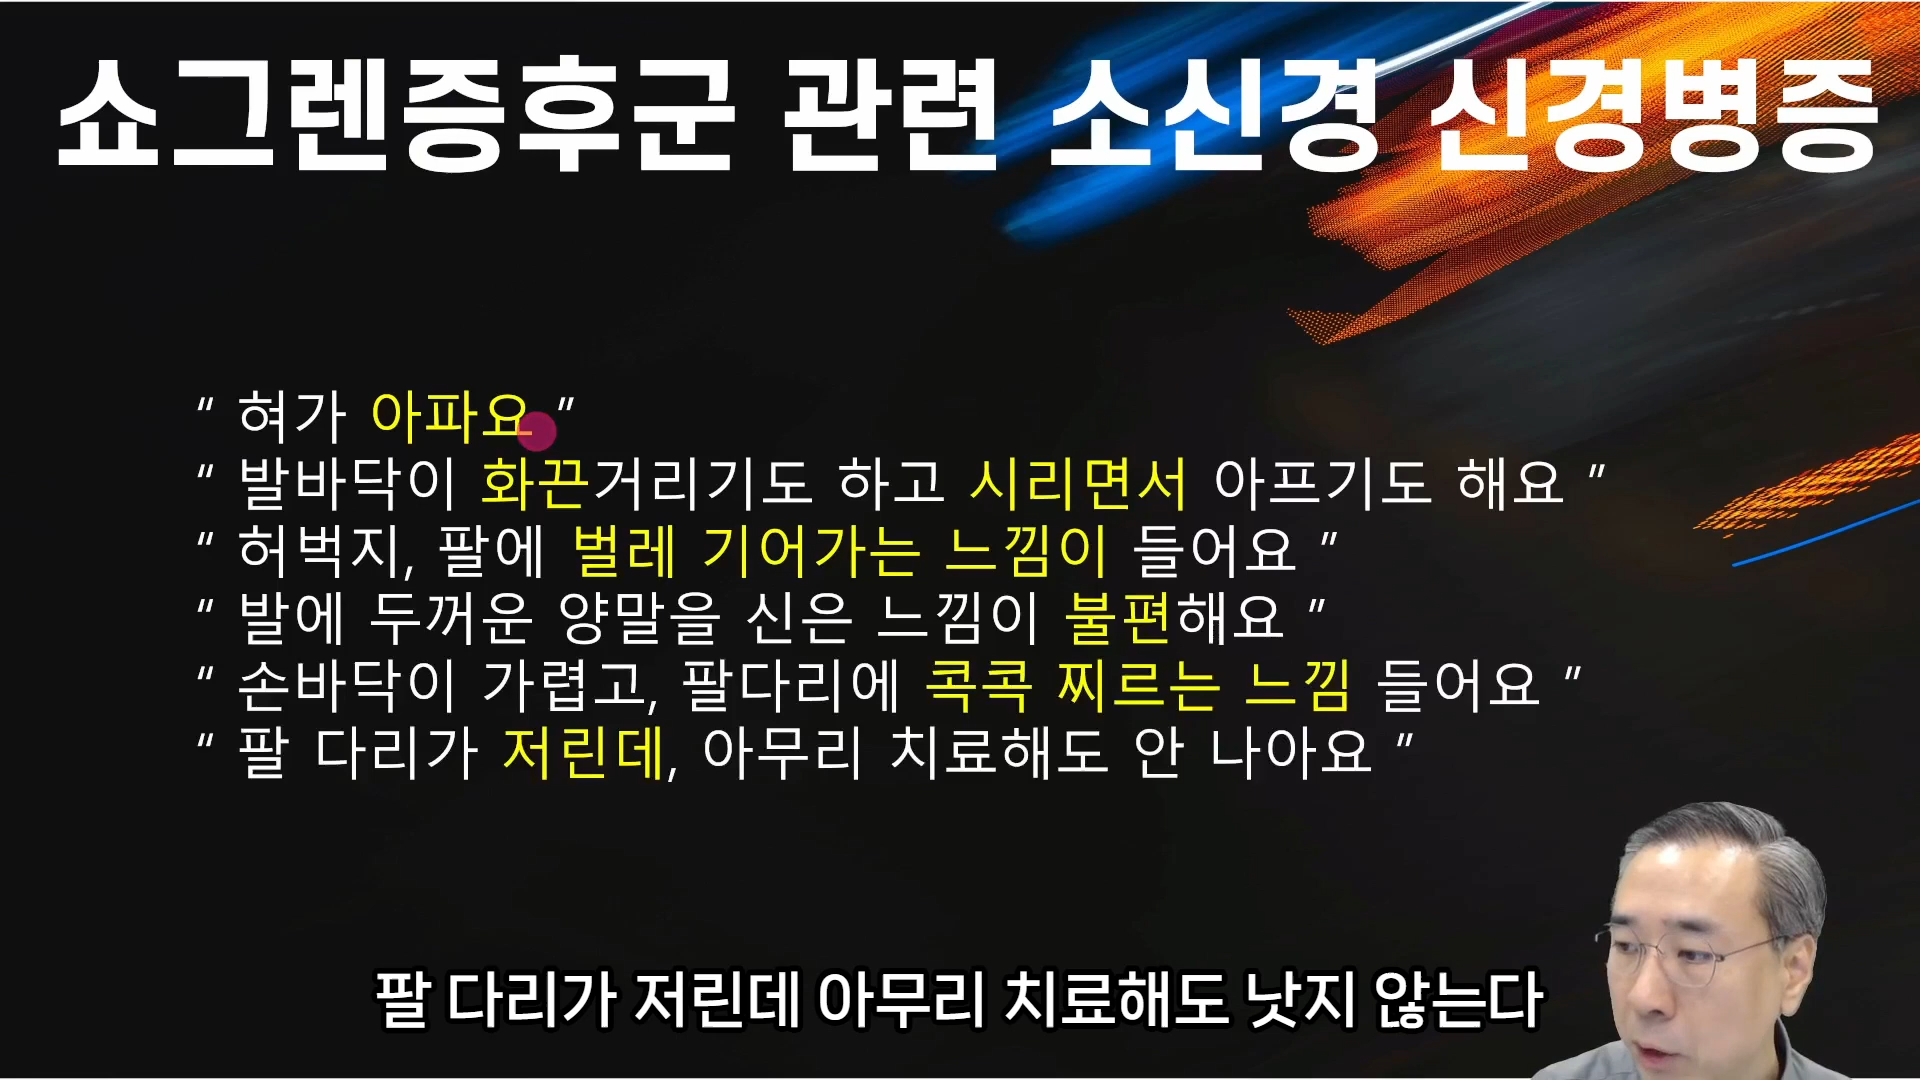 쇼그렌증후군 관련 소신경 신경병증
“ 혀가 아파요 ”
“ 발바닥이 화끈거리기도 하고 시리면서 아프기도 해요 ”
“ 허벅지, 팔에 벌레 기어가는 느낌이 들어요 ”
“ 발에 두꺼운 양말을 신은 느낌이 불편해요 ”
“ 손바닥이 가렵고, 팔다리에 콕콕 찌르는 느낌 들어요 ”
“ 팔 다리가 저린데, 아무리 치료해도 안 나아요 ”
팔 다리가 저린데 아무리 치료해도 낫지 않는다